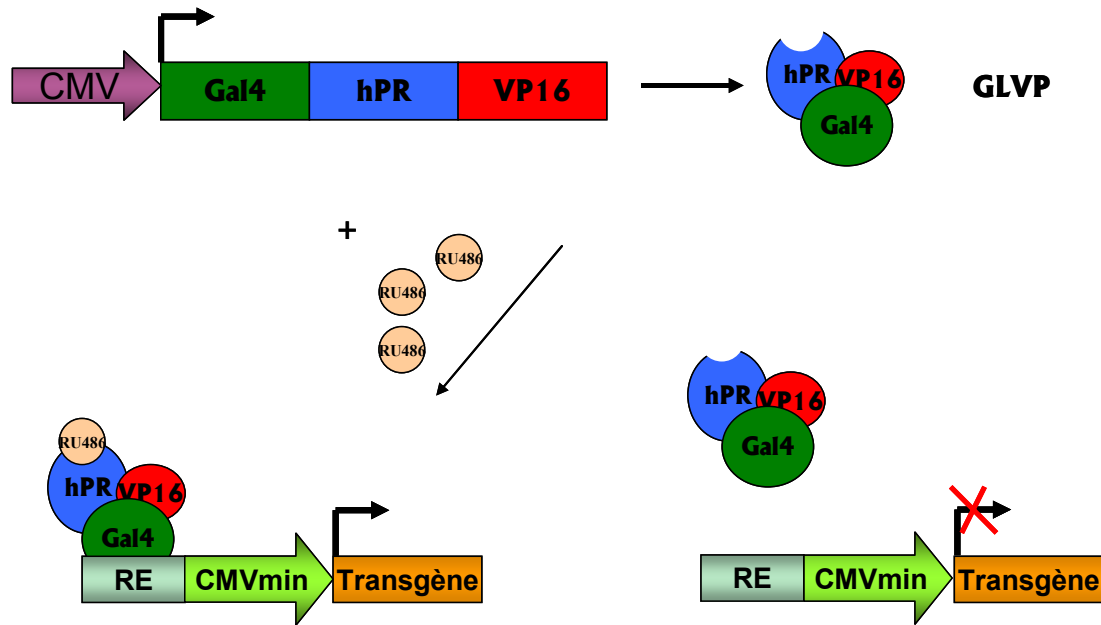 CMV Gal4 hPR VP16
hPR VP16
Gal4
GLVP
+
RU486
RU486
RU486
RU486
hPR VP16
Gal4
RE CMVmin Transgène
hPR VP16
Gal4
RE CMVmin Transgène